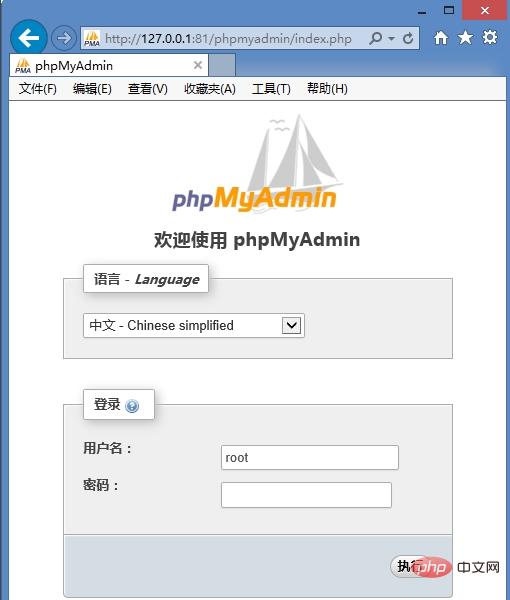 http://127.0.0.1:81/phpmyadmin/index.php
PMA
phpMyAdmin
文件(F) 编辑(E) 查看(V) 收藏夹(A) 工具(T) 帮助(H)
phpMyAdmin
欢迎使用 phpMyAdmin
语言 - Language
中文 - Chinese simplified
登录
用户名：
root
密码：
执行
php 中文网